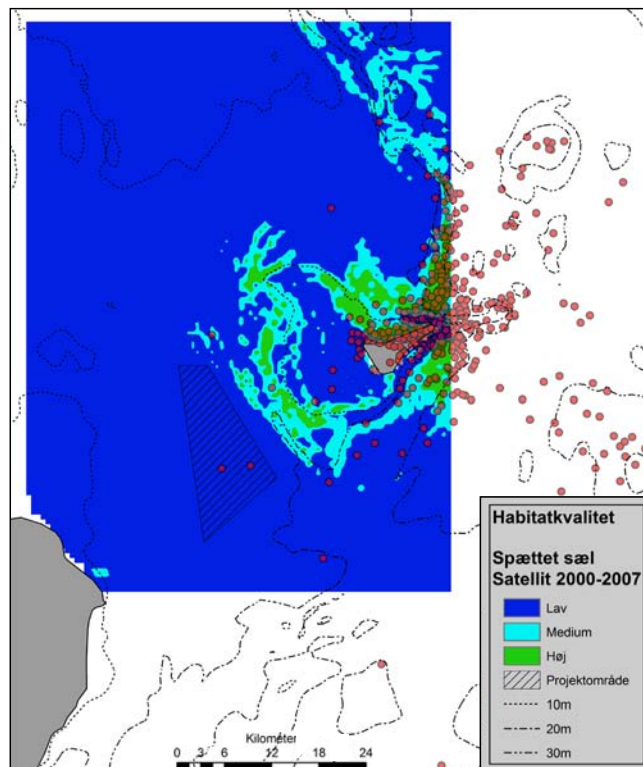 Habitatkvalitet
Spættet sæl
Satellit 2000-2007
Lav
Medium
Høj
Projektområde
10m
20m
30m
Kilometer
0 3 6 12 18 24